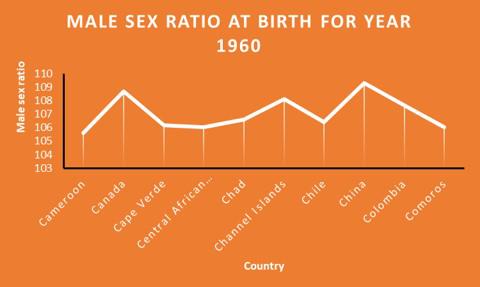 MALE SEX RATIO AT BIRTH FOR YEAR
1960
Male sex ratio
110
109
108
107
106
105
104
103
Cameroon
Canada
Cape Verde
Central African...
Chad
Channel Islands
Chile
China
Colombia
Comoros
Country